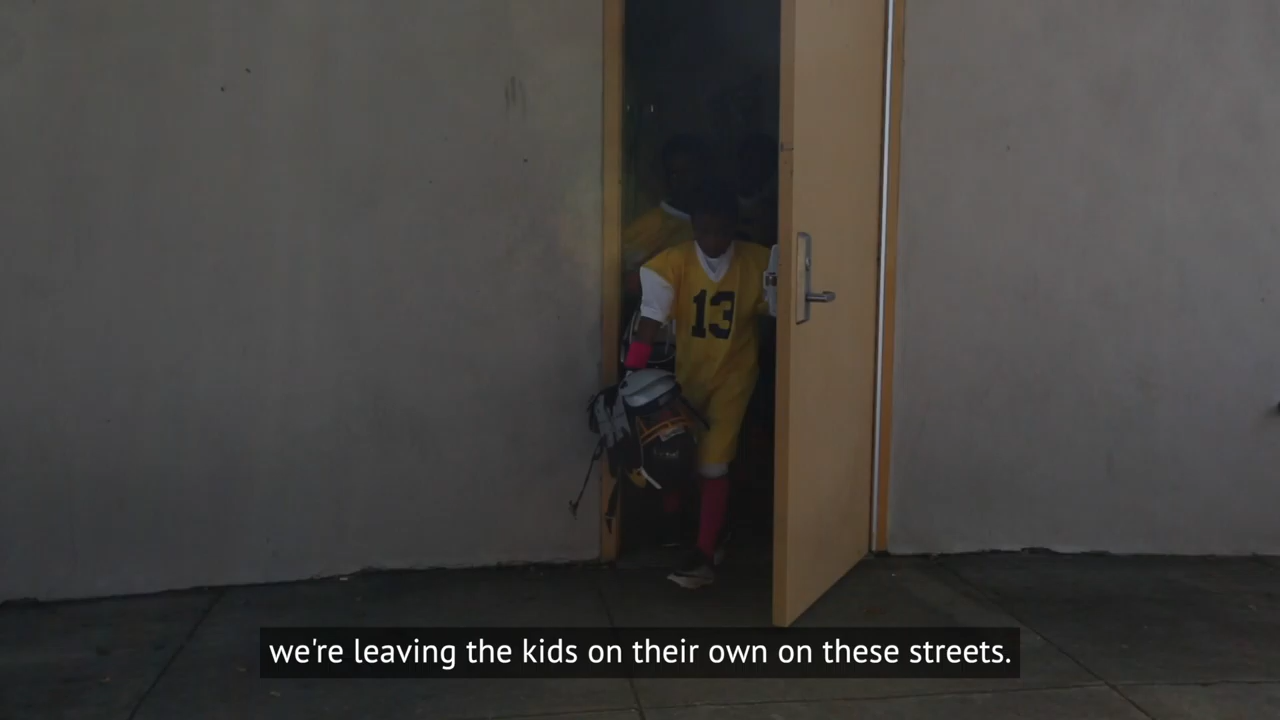 13
we're leaving the kids on their own on these streets.